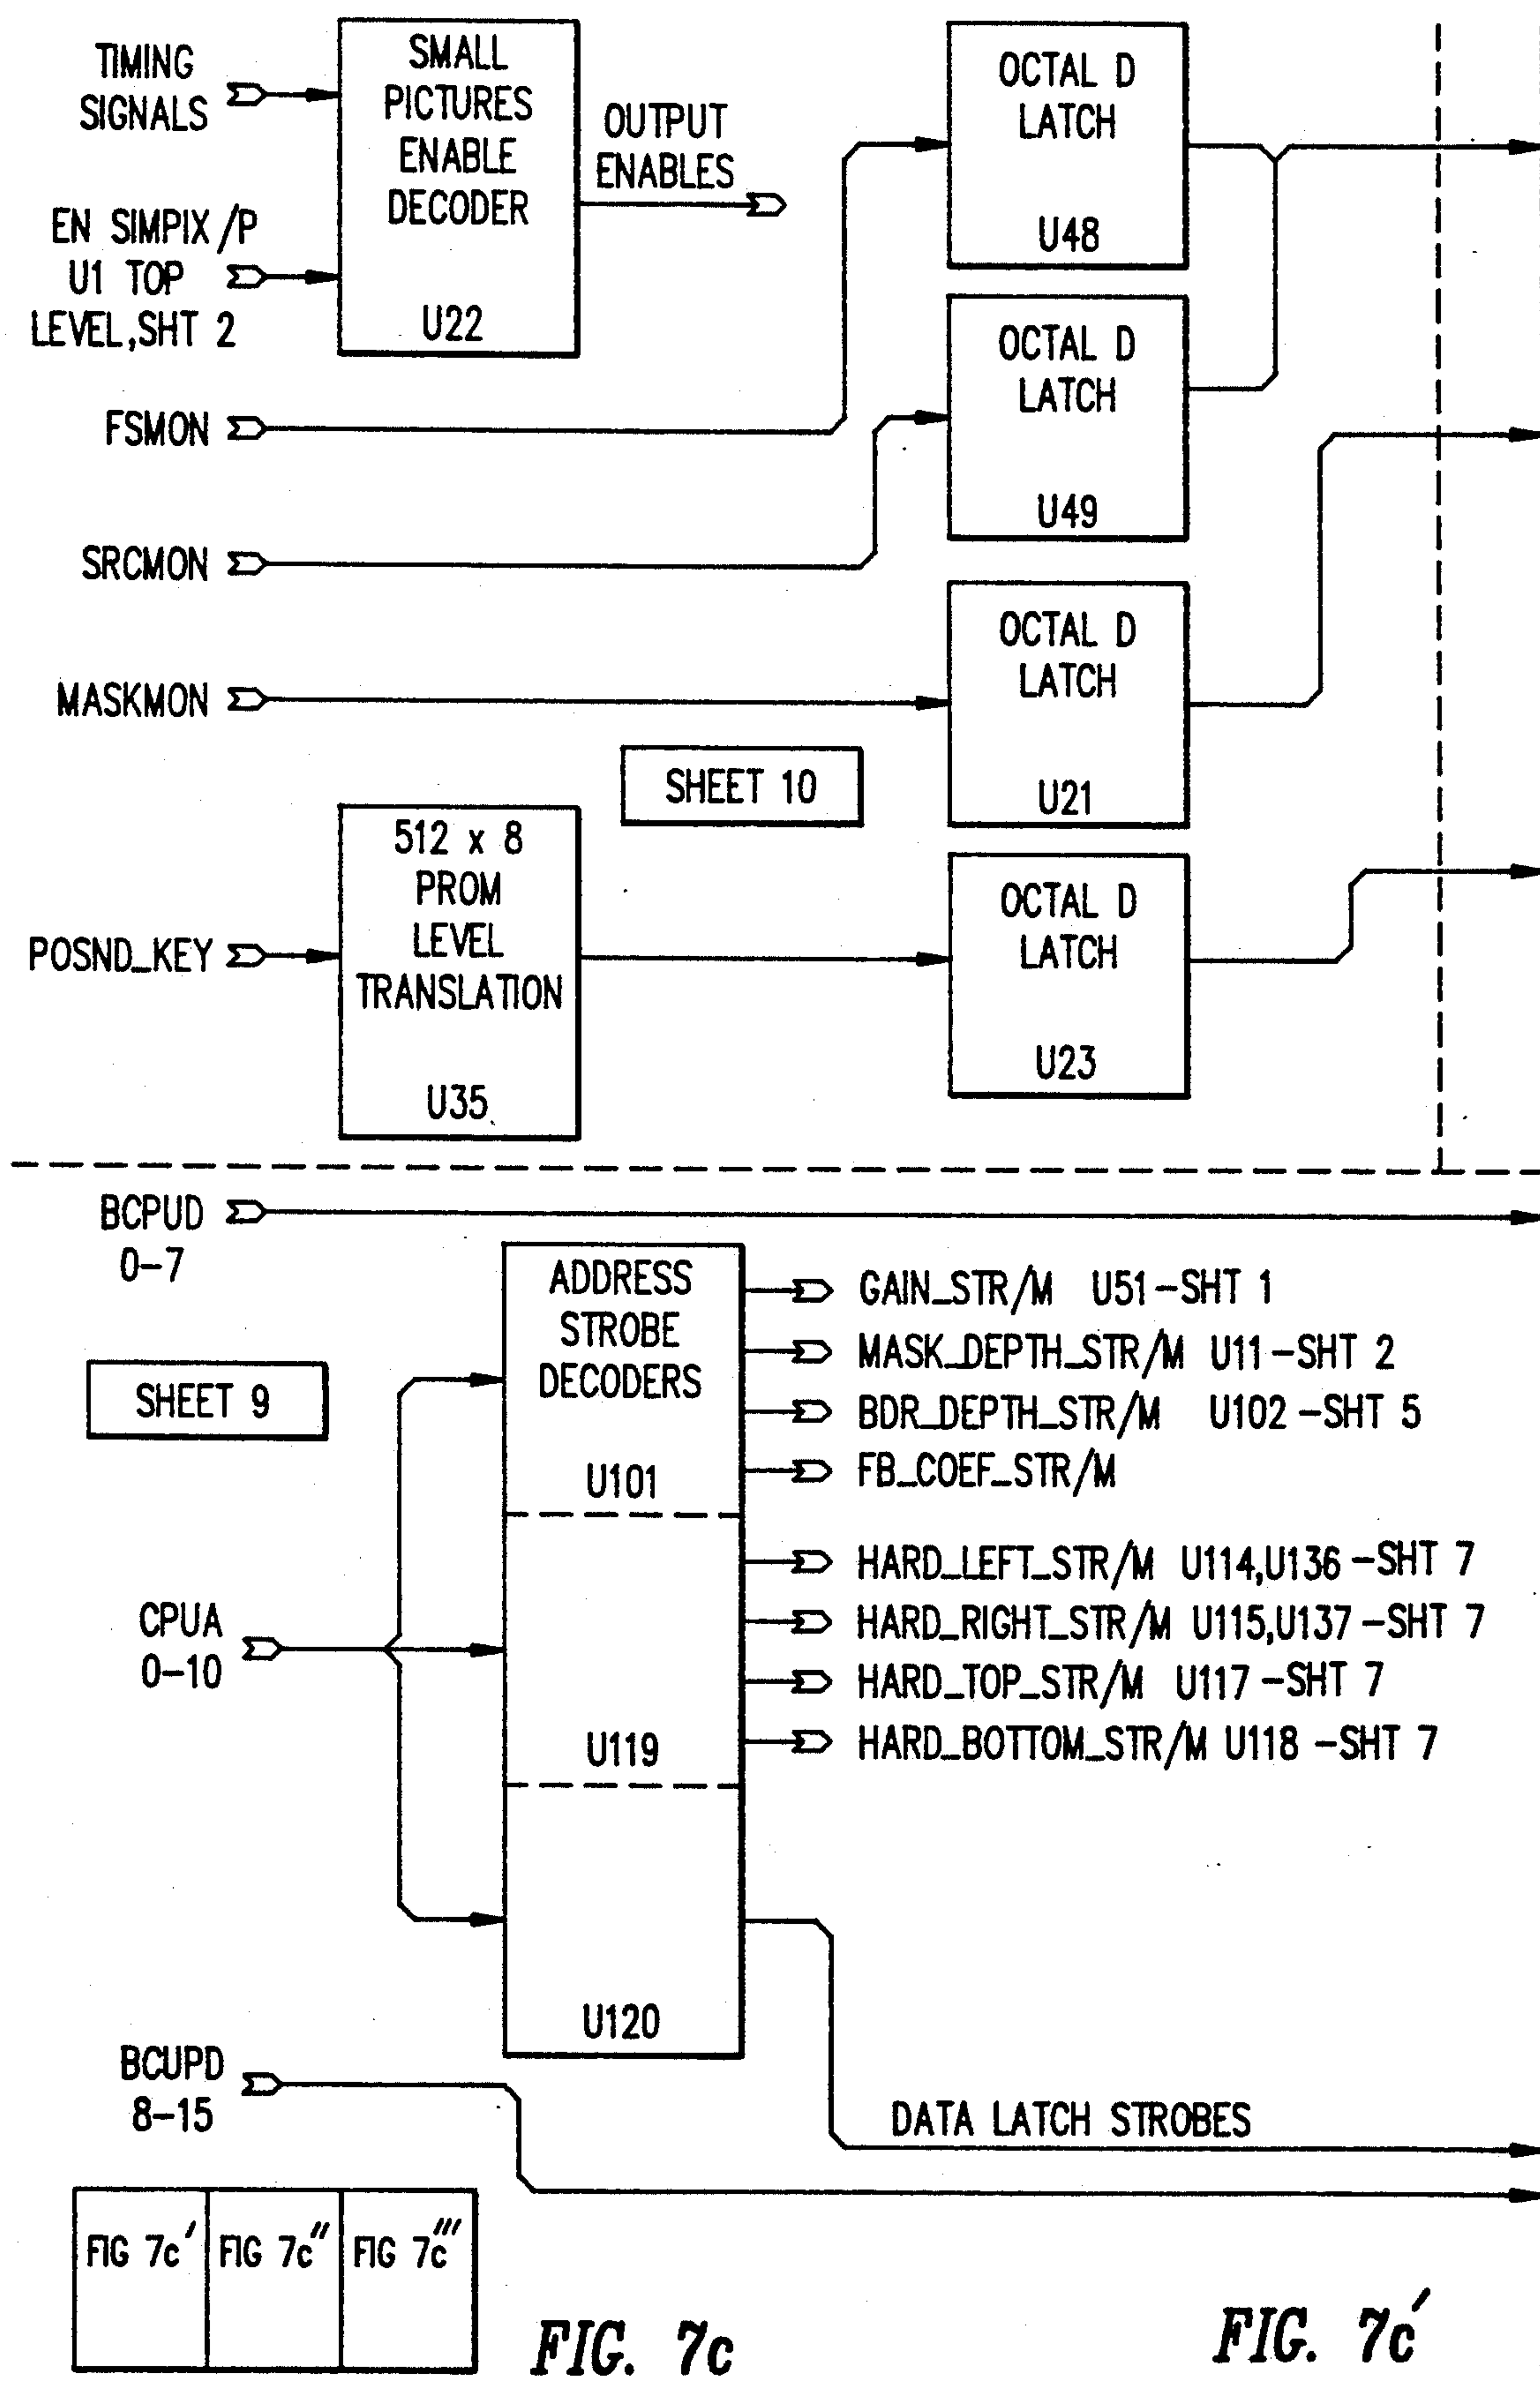 TIMING
SIGNALS
EN SIMPIX/P
U1 TOP
LEVEL,SHT 2
SMALL
PICTURES
ENABLE
DECODER
U22
OUTPUT
ENABLES
OCTAL D
LATCH
U48
FSMON
OCTAL D
LATCH
U49
SRCMON
OCTAL D
LATCH
U21
MASKMON
SHEET 10
POSND_KEY
512 x 8
PROM
LEVEL
TRANSLATION
U35
OCTAL D
LATCH
U23
BCPUD
0-7
SHEET 9
ADDRESS
STROBE
DECODERS
U101
GAIN_STR/M U51-SHT 1
MASK_DEPTH_STR/M U11-SHT 2
BDR_DEPTH_STR/M U102-SHT 5
FB_COEF_STR/M
CPUA
0-10
U119
HARD_LEFT_STR/M U114,U136-SHT 7
HARD_RIGHT_STR/M U115,U137-SHT 7
HARD_TOP_STR/M U117-SHT 7
HARD_BOTTOM_STR/M U118-SHT 7
U120
BCUPD
8-15
DATA LATCH STROBES
FIG 7c' FIG 7c'' FIG 7c'''
FIG. 7c
FIG. 7c'